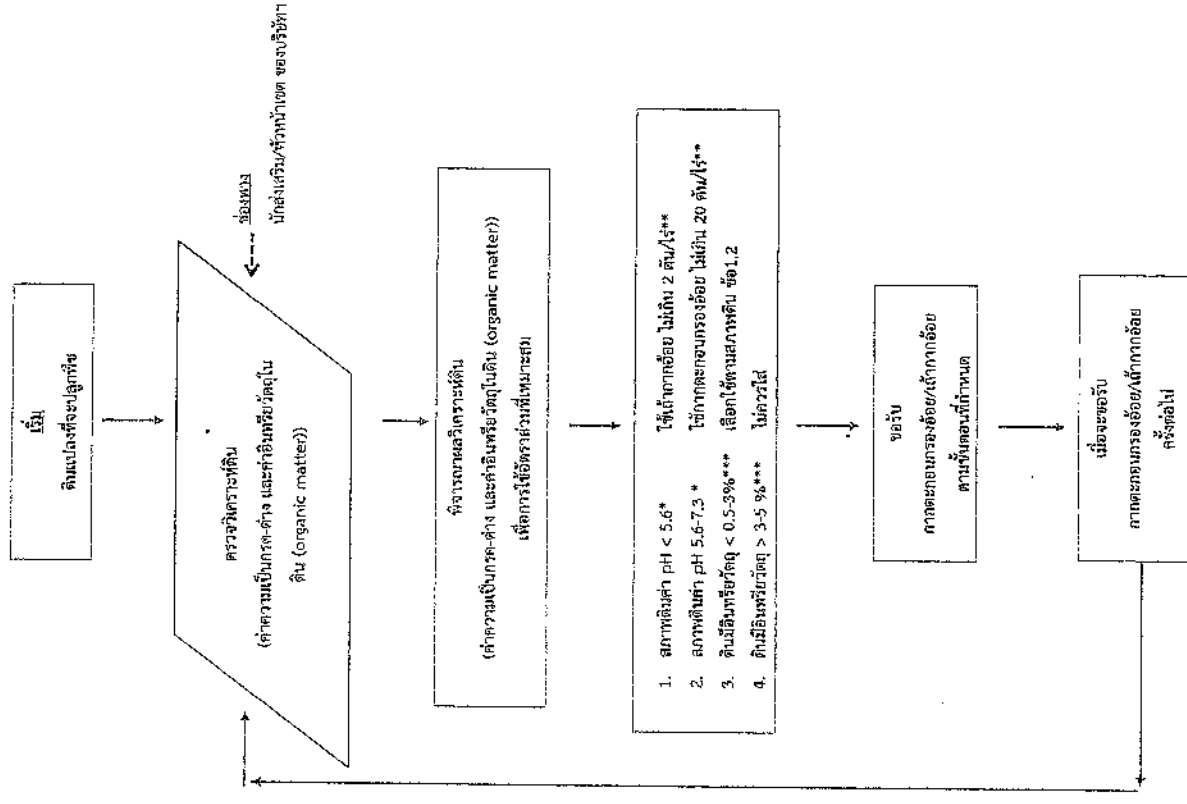 เริ่ม
ดินแปลงที่จะปลูกพืช
ตรวจวิเคราะห์ดิน
(ค่าความเป็นกรด-ด่าง และค่าอินทรียวัตถุใน
ดิน (organic matter))
ช่องทาง
นักส่งเสริม/หัวหน้าเขต ของบริษัทฯ
พิจารณาผลวิเคราะห์ดิน
(ค่าความเป็นกรด-ด่าง และค่าอินทรียวัตถุในดิน (organic matter))
เพื่อการใช้อัตราส่วนที่เหมาะสม
1. สภาพดินค่า pH < 5.6* ใช้เถ้ากากอ้อย ไม่เกิน 2 ตัน/ไร่**
2. สภาพดินค่า pH 5.6-7.3 * ใช้กากตะกอนกรองอ้อย ไม่เกิน 20 ตัน/ไร่**
3. ดินมีอินทรียวัตถุ < 0.5-3%*** เลือกใช้ตามสภาพดิน ข้อ1,2
4. ดินมีอินทรียวัตถุ > 3-5 %*** ไม่ควรใส่
ขอรับ
กากตะกอนกรองอ้อย/เถ้ากากอ้อย
ตามขั้นตอนที่กำหนด
เมื่อจะขอรับ
กากตะกอนกรองอ้อย/เถ้ากากอ้อย
ครั้งต่อไป